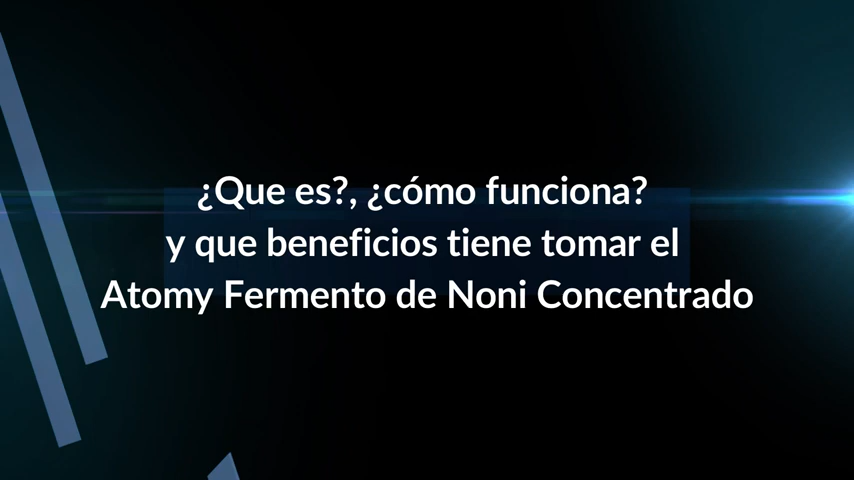 ¿Que es?, ¿cómo funciona?
y que beneficios tiene tomar el
Atomy Fermento de Noni Concentrado